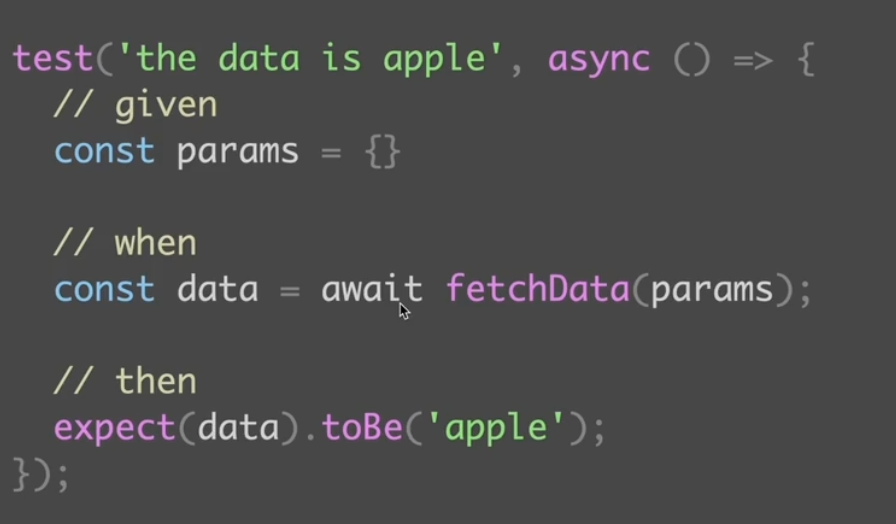 test('the data is apple', async () => {
// given
const params = {}
// when
const data = await fetchData(params);
// then
expect(data).toBe('apple');
});